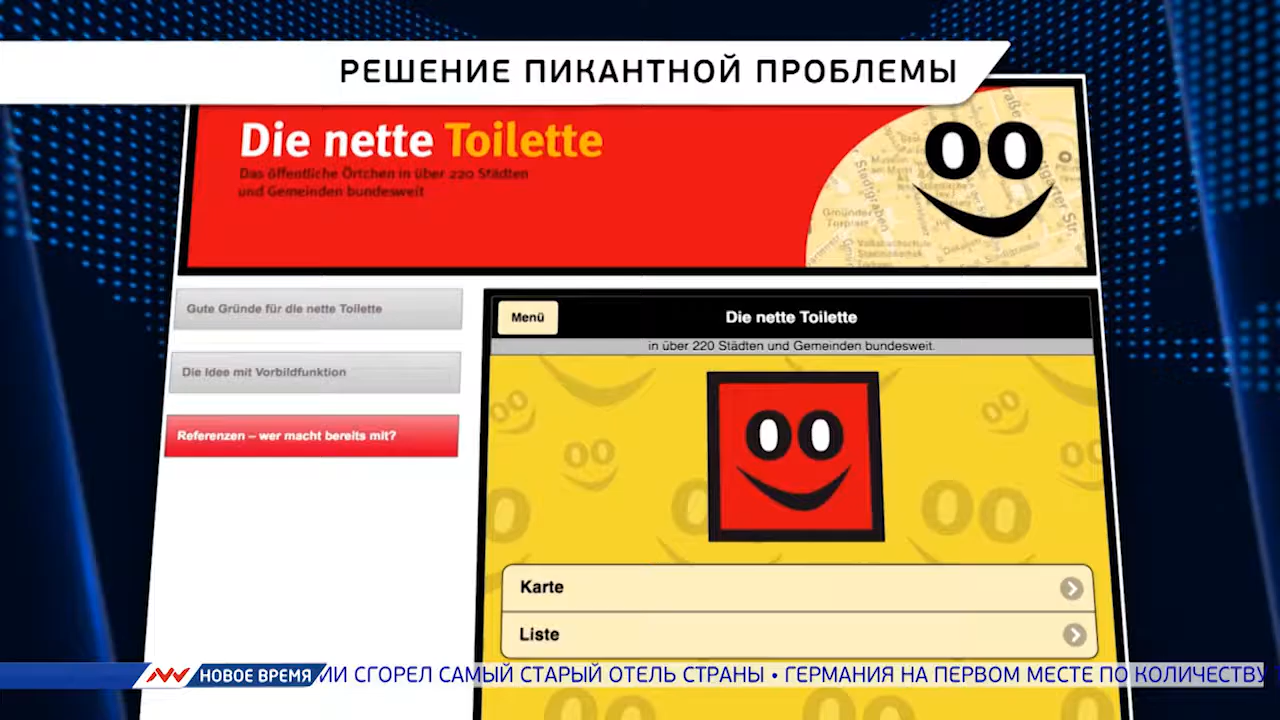 РЕШЕНИЕ ПИКАНТНОЙ ПРОБЛЕМЫ
Die nette Toilette
Das öffentliche Örtchen in über 220 Städten
und Gemeinden bundesweit
Gute Gründe für die nette Toilette
Die Idee mit Vorbildfunktion
Referenzen – wer macht bereits mit?
Menü
Die nette Toilette
in über 220 Städten und Gemeinden bundesweit.
Karte
Liste
НОВОЕ ВРЕМЯ
ИИ СГОРЕЛ САМЫЙ СТАРЫЙ ОТЕЛЬ СТРАНЫ • ГЕРМАНИЯ НА ПЕРВОМ МЕСТЕ ПО КОЛИЧЕСТВУ